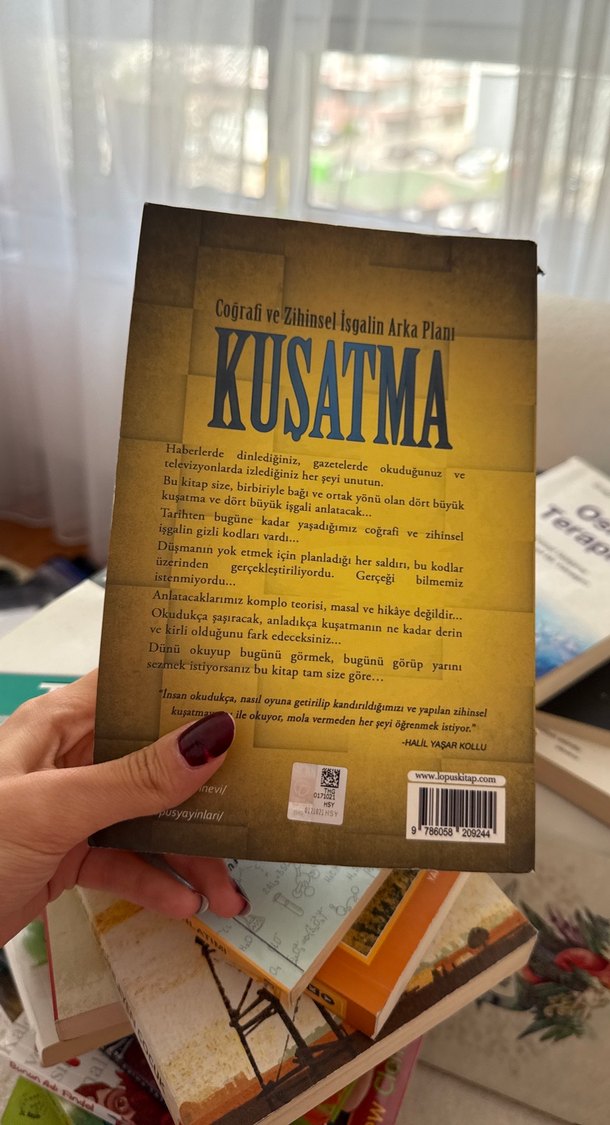 Coğrafi ve Zihinsel İşgalin Arka Planı
KUŞATMA
Haberlerde dinlediğiniz, gazetelerde okuduğunuz ve
televizyonlarda izlediğiniz her şeyi unutun.
Bu kitap size, birbiriyle bağı ve ortak yönü olan dört büyük
kuşatma ve dört büyük işgali anlatacak...
Tarihten bugüne kadar yaşadığımız coğrafi ve zihinsel
işgalin gizli kodları vardı...
Düşmanın yok etmek için planladığı her saldırı, bu kodlar
üzerinden gerçekleştiriliyordu. Gerçeği bilmemiz
istenmiyordu...
Anlatacaklarımız komplo teorisi, masal ve hikâye değildir...
Okudukça şaşıracak, anladıkça kuşatmanın ne kadar derin
ve kirli olduğunu fark edeceksiniz...
Dünü okuyup bugünü görmek, bugünü görüp yarını
sezmek istiyorsanız bu kitap tam size göre...
"İnsan okudukça, nasıl oyuna getirilip kandırıldığımızı ve yapılan zihinsel
ile okuyor, mola vermeden her şeyi öğrenmek istiyor."
-HALİL YAŞAR KOLLU
nevi/
pusyayinlari/
THG
0171021
HSY
www.lopuskitap.com
9 786058 209244